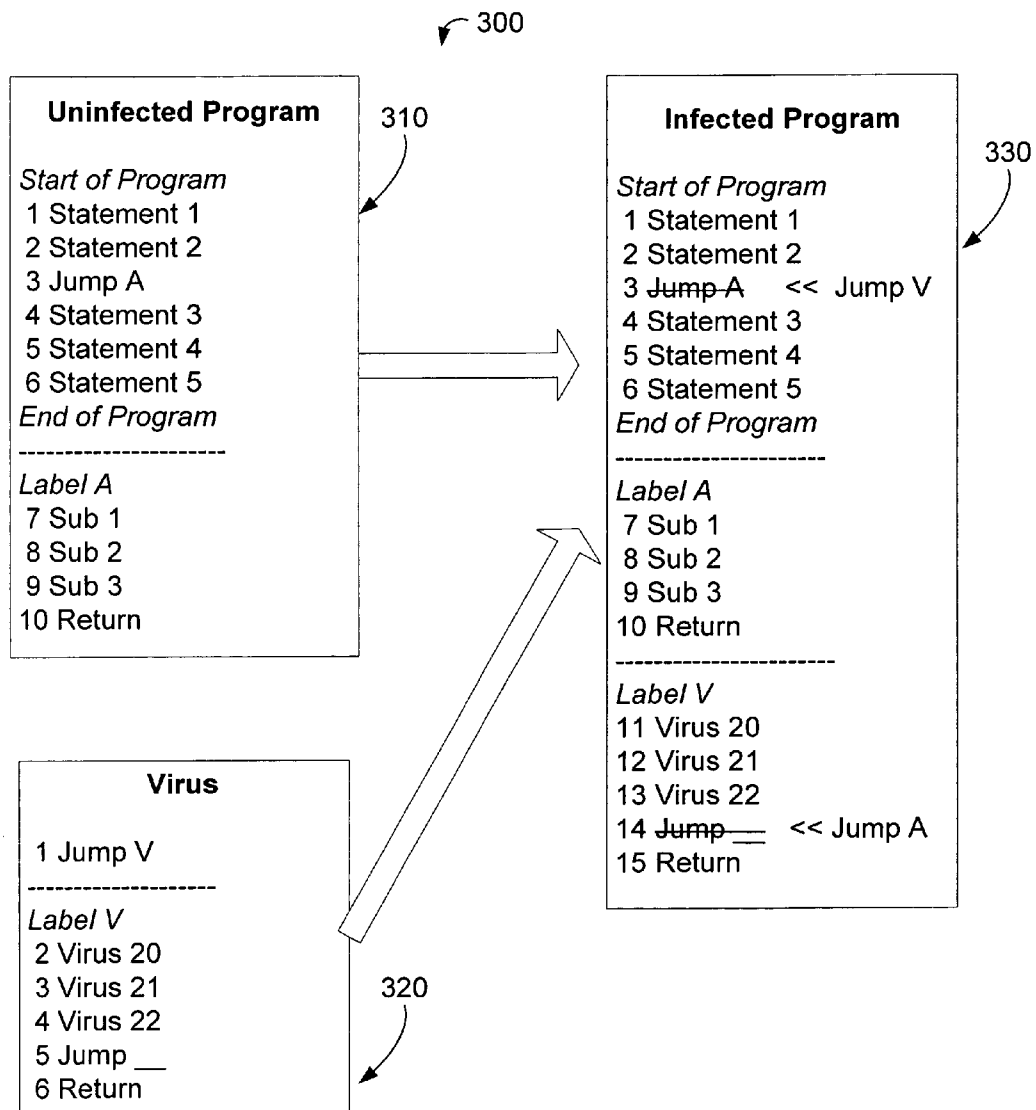 300
Uninfected Program
310
Start of Program
1 Statement 1
2 Statement 2
3 Jump A
4 Statement 3
5 Statement 4
6 Statement 5
End of Program
-----------------------
Label A
7 Sub 1
8 Sub 2
9 Sub 3
10 Return
Virus
1 Jump V
---------------------
Label V
2 Virus 20
3 Virus 21
4 Virus 22
5 Jump __
6 Return
320
Infected Program
330
Start of Program
1 Statement 1
2 Statement 2
3 Jump A << Jump V
4 Statement 3
5 Statement 4
6 Statement 5
End of Program
-----------------------
Label A
7 Sub 1
8 Sub 2
9 Sub 3
10 Return
------------------------
Label V
11 Virus 20
12 Virus 21
13 Virus 22
14 Jump __ << Jump A
15 Return